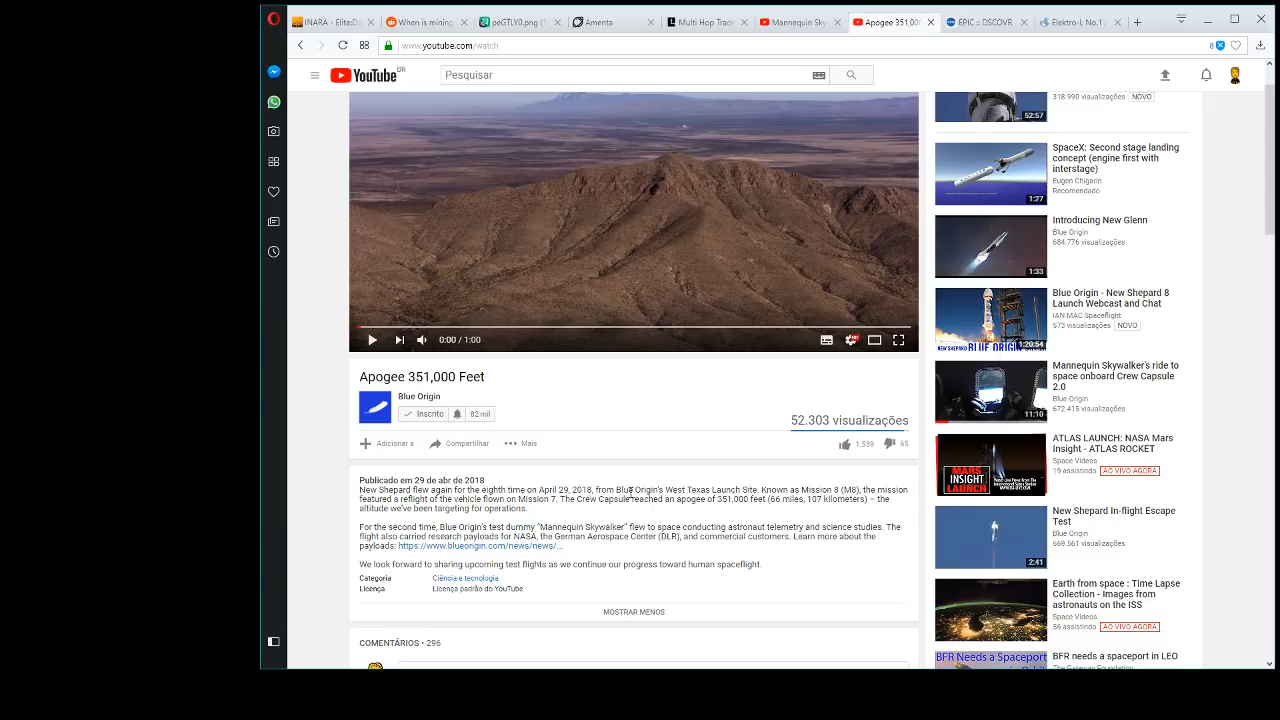 INARA - Elite:Da
When is mining
peGTLY0.png (
Amenta
Multi Hop Trade
Mannequin Sky
Apogee 351,000
EPIC :: DSCOVR
Elektro-L No.1
www.youtube.com/watch
8
YouTube BR
Pesquisar
318.990 visualizações NOVO
52:57
SpaceX: Second stage landing
concept (engine first with
interstage)
Eugen Chigarin
Recomendado
1:27
Introducing New Glenn
Blue Origin
684.776 visualizações
1:33
Blue Origin - New Shepard 8
Launch Webcast and Chat
IAN MAC Spaceflight
573 visualizações NOVO
1:20:54
NEW SHEPARD BLUE ORIGIN
Mannequin Skywalker's ride to
space onboard Crew Capsule
2.0
Blue Origin
672.415 visualizações
11:10
ATLAS LAUNCH: NASA Mars
Insight - ATLAS ROCKET
Space Videos
19 assistindo AO VIVO AGORA
MARS
INSIGHT
LAUNCH
New Shepard In-flight Escape
Test
Blue Origin
669.561 visualizações
2:41
Earth from space : Time Lapse
Collection - Images from
astronauts on the ISS
Space Videos
56 assistindo AO VIVO AGORA
BFR needs a spaceport in LEO
The Gateway Foundation
BFR Needs a Spaceport
0:00 / 1:00
HD
Apogee 351,000 Feet
Blue Origin
Inscrito 82 mil
52.303 visualizações
Adicionar a Compartilhar Mais
1.539 65
Publicado em 29 de abr de 2018
New Shepard flew again for the eighth time on April 29, 2018, from Blue Origin's West Texas Launch Site. Known as Mission 8 (M8), the mission
featured a reflight of the vehicle flown on Mission 7. The Crew Capsule reached an apogee of 351,000 feet (66 miles, 107 kilometers) – the
altitude we've been targeting for operations.
For the second time, Blue Origin's test dummy "Mannequin Skywalker" flew to space conducting astronaut telemetry and science studies. The
flight also carried research payloads for NASA, the German Aerospace Center (DLR), and commercial customers. Learn more about the
payloads: https://www.blueorigin.com/news/news/...
We look forward to sharing upcoming test flights as we continue our progress toward human spaceflight.
Categoria Ciência e tecnologia
Licença Licença padrão do YouTube
MOSTRAR MENOS
COMENTÁRIOS • 296